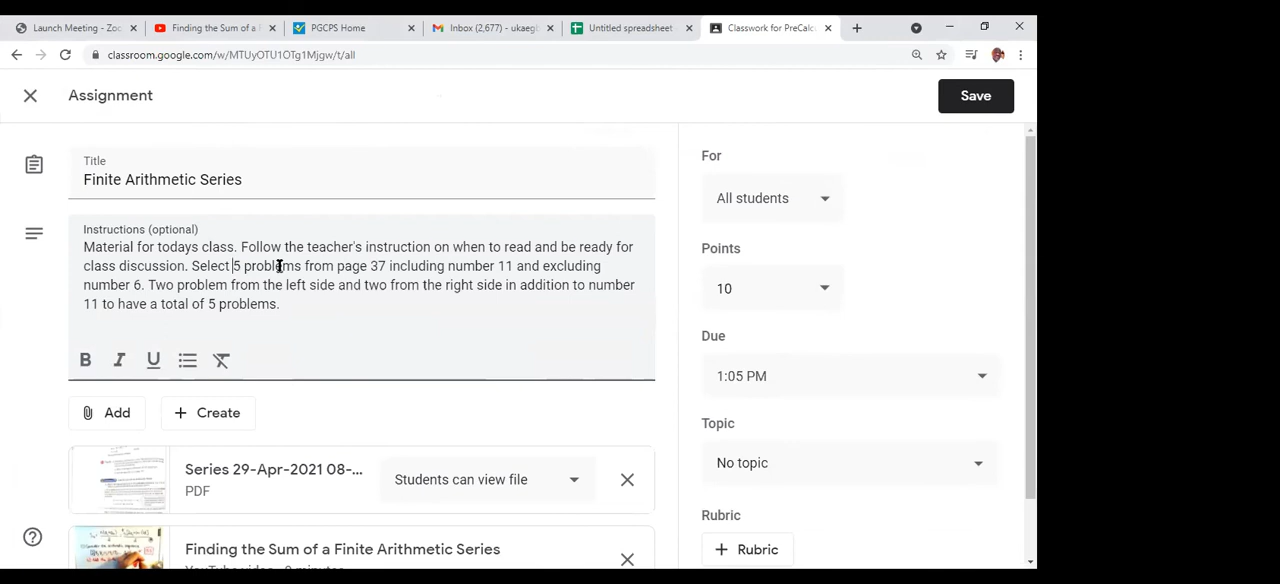 Launch Meeting - Zoo
Finding the Sum of a F
PGCPS Home
Inbox (2,677) - ukaeg
Untitled spreadsheet
Classwork for PreCalc
classroom.google.com/w/MTUyOTU1OTg1Mjgw/t/all
Assignment
Save
Title
Finite Arithmetic Series
Instructions (optional)
Material for todays class. Follow the teacher's instruction on when to read and be ready for
class discussion. Select 5 problems from page 37 including number 11 and excluding
number 6. Two problem from the left side and two from the right side in addition to number
11 to have a total of 5 problems.
B I U
Add
Create
Series 29-Apr-2021 08-...
PDF
Students can view file
Finding the Sum of a Finite Arithmetic Series
For
All students
Points
10
Due
1:05 PM
Topic
No topic
Rubric
+ Rubric